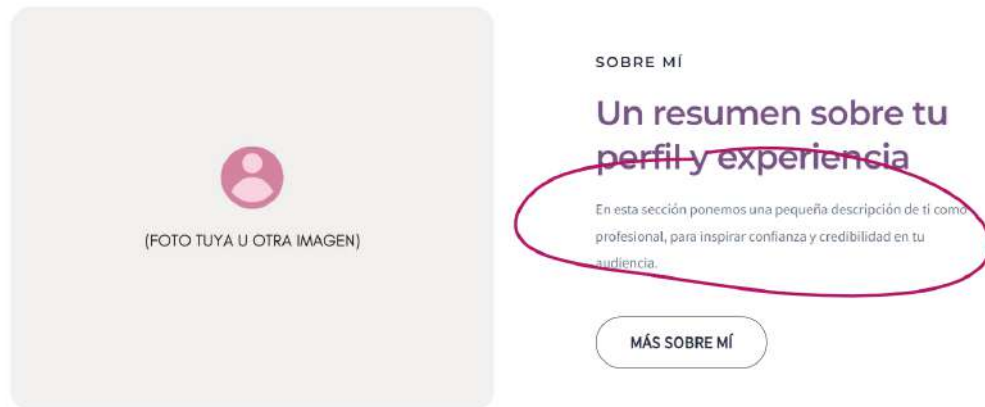 (FOTO TUYA U OTRA IMAGEN)
SOBRE MÍ
Un resumen sobre tu
perfil y experiencia
En esta sección ponemos una pequeña descripción de ti como
profesional, para inspirar confianza y credibilidad en tu
audiencia.
MÁS SOBRE MÍ